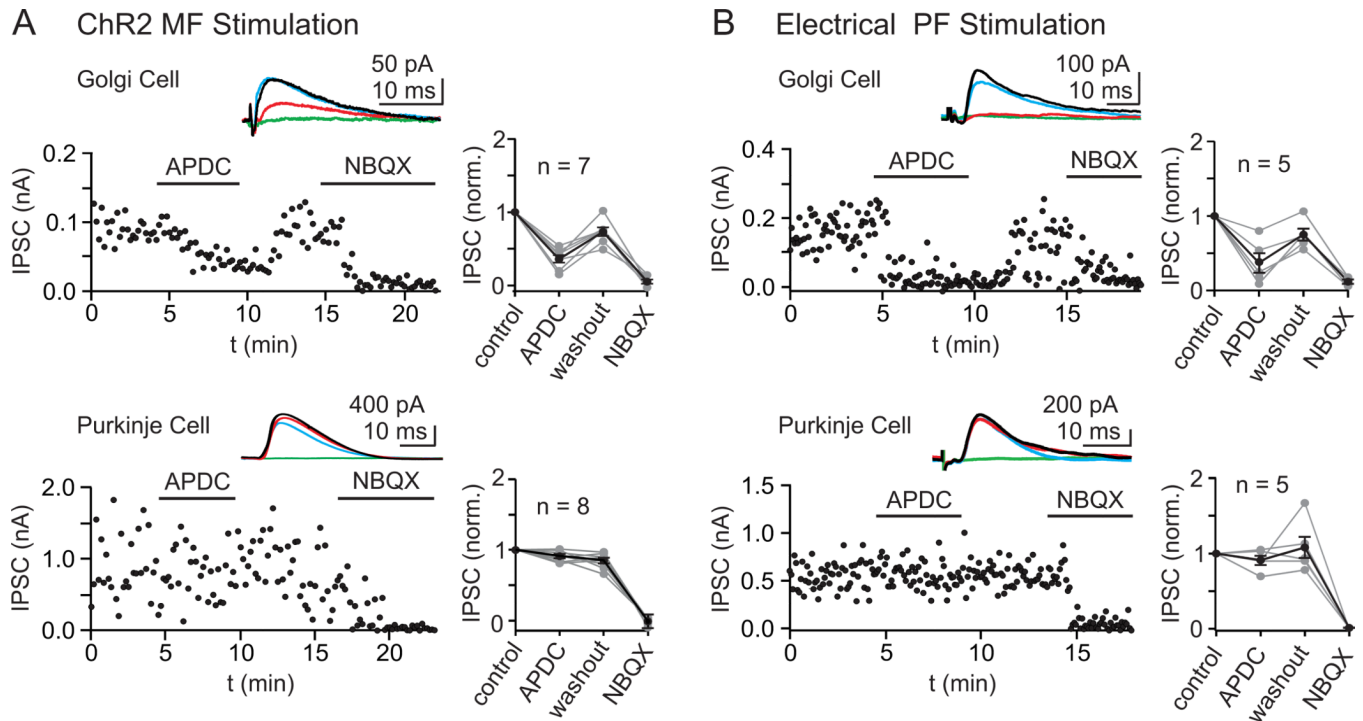 A ChR2 MF Stimulation
Golgi Cell
50 pA
10 ms
APDC
NBQX
IPSC (nA)
0.2
0.1
0.0
0 5 10 15 20
t (min)
IPSC (norm.)
n = 7
2
1
0
control
APDC
washout
NBQX
Purkinje Cell
400 pA
10 ms
APDC
NBQX
IPSC (nA)
2.0
1.0
0.0
0 5 10 15 20
t (min)
IPSC (norm.)
n = 8
2
1
0
control
APDC
washout
NBQX
B Electrical PF Stimulation
Golgi Cell
100 pA
10 ms
APDC
NBQX
IPSC (nA)
0.4
0.2
0.0
0 5 10 15
t (min)
IPSC (norm.)
n = 5
2
1
0
control
APDC
washout
NBQX
Purkinje Cell
200 pA
10 ms
APDC
NBQX
IPSC (nA)
1.5
1.0
0.5
0.0
0 5 10 15
t (min)
IPSC (norm.)
n = 5
2
1
0
control
APDC
washout
NBQX